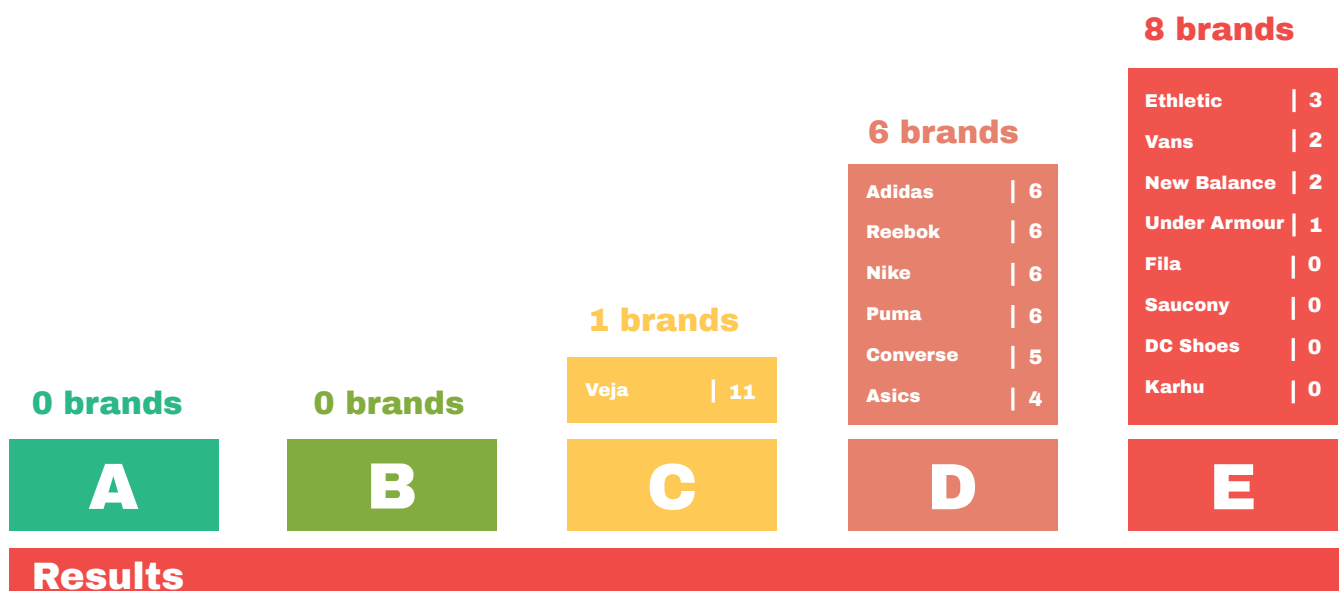 0 brands
A
0 brands
B
1 brands
Veja | 11
C
6 brands
Adidas | 6
Reebok | 6
Nike | 6
Puma | 6
Converse | 5
Asics | 4
D
8 brands
Ethletic | 3
Vans | 2
New Balance | 2
Under Armour | 1
Fila | 0
Saucony | 0
DC Shoes | 0
Karhu | 0
E
Results